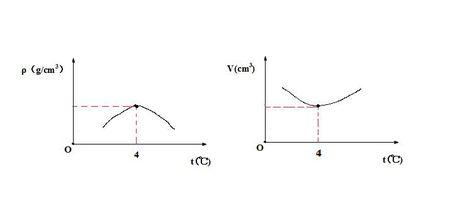 ρ（g/cm³）
O
4
t(℃)
V(cm³)
O
4
t(℃)